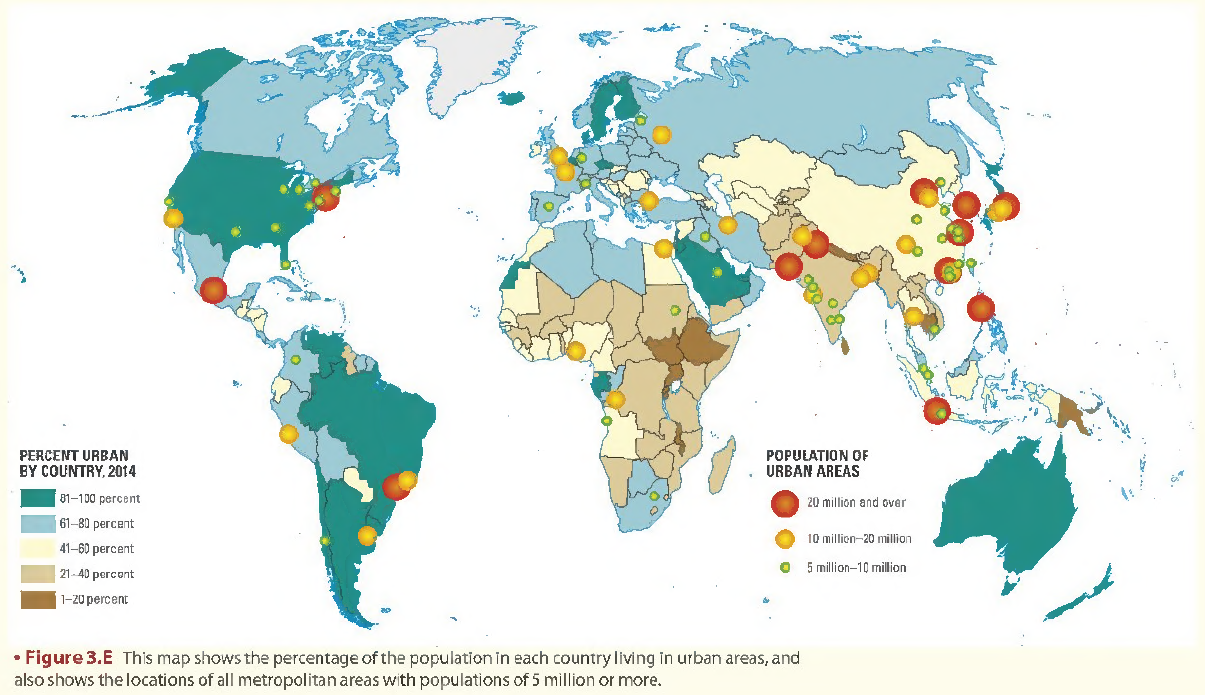 PERCENT URBAN
BY COUNTRY, 2014
81–100 percent
61–80 percent
41–60 percent
21–40 percent
1–20 percent
POPULATION OF
URBAN AREAS
20 million and over
10 million–20 million
5 million–10 million
• Figure 3.E This map shows the percentage of the population in each country living in urban areas, and
also shows the locations of all metropolitan areas with populations of 5 million or more.